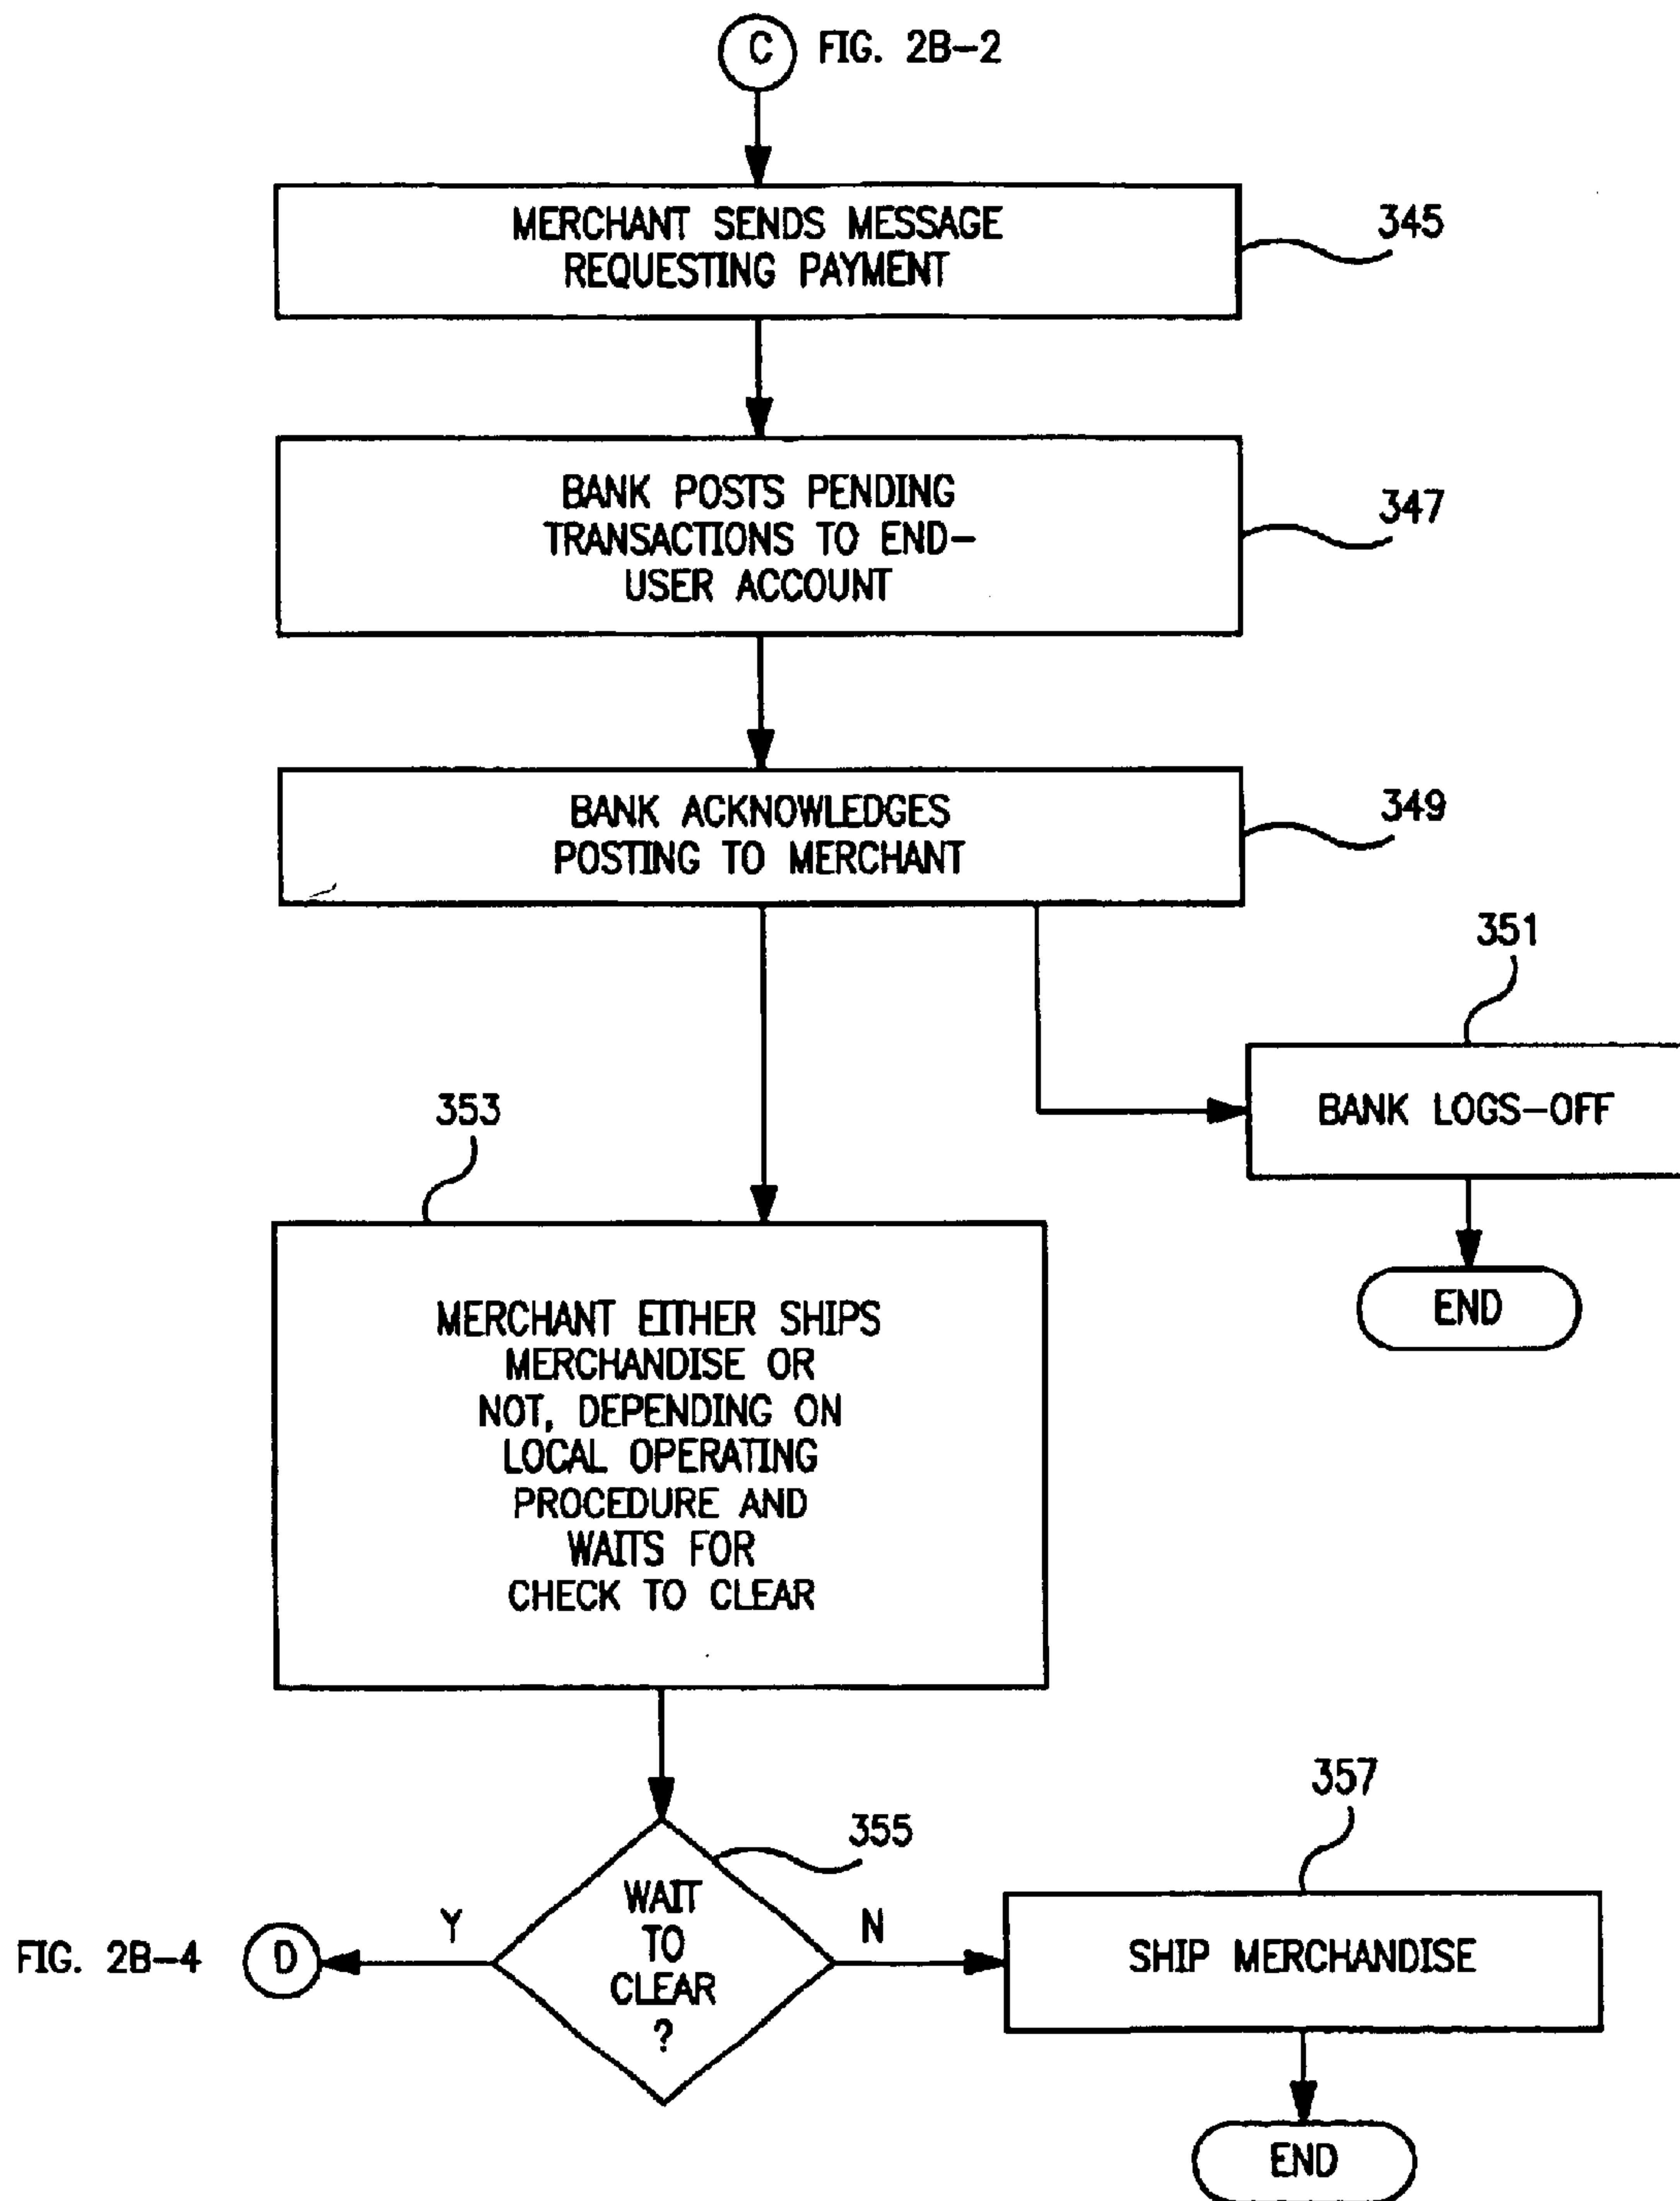 C FIG. 2B-2
MERCHANT SENDS MESSAGE
REQUESTING PAYMENT
345
BANK POSTS PENDING
TRANSACTIONS TO END-
USER ACCOUNT
347
BANK ACKNOWLEDGES
POSTING TO MERCHANT
349
351
BANK LOGS-OFF
END
353
MERCHANT EITHER SHIPS
MERCHANDISE OR
NOT, DEPENDING ON
LOCAL OPERATING
PROCEDURE AND
WAITS FOR
CHECK TO CLEAR
355
WAIT
TO
CLEAR
?
Y
FIG. 2B-4 D
N
357
SHIP MERCHANDISE
END